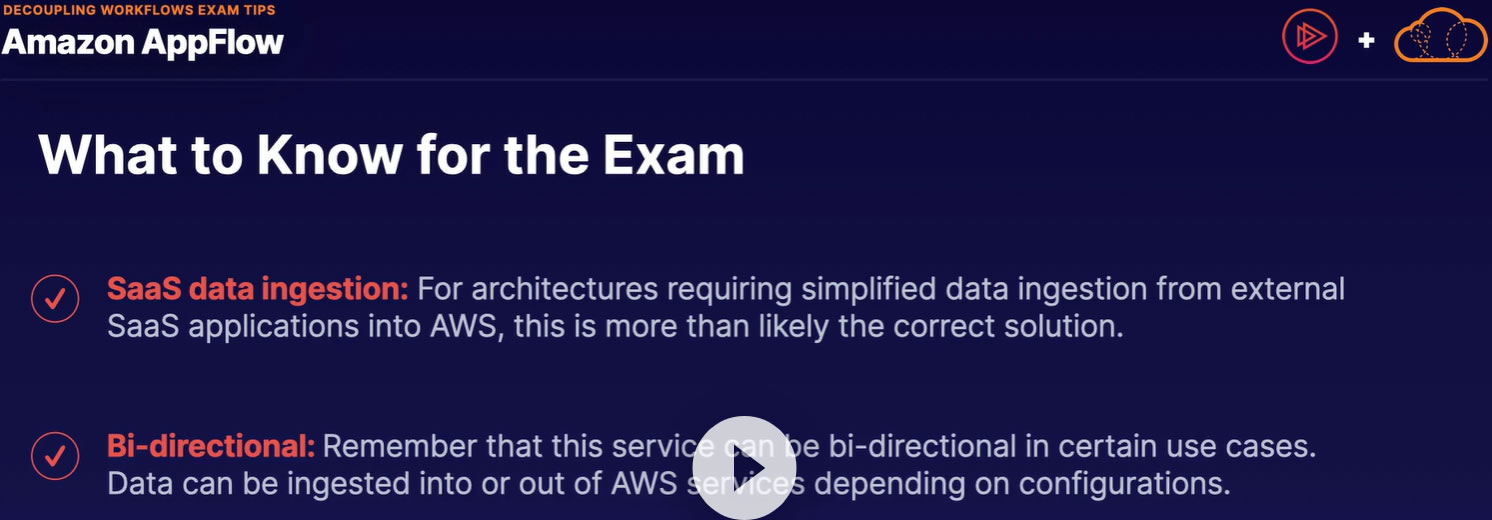 DECOUPLING WORKFLOWS EXAM TIPS
Amazon AppFlow
+
What to Know for the Exam
SaaS data ingestion: For architectures requiring simplified data ingestion from external
SaaS applications into AWS, this is more than likely the correct solution.
Bi-directional: Remember that this service can be bi-directional in certain use cases.
Data can be ingested into or out of AWS services depending on configurations.